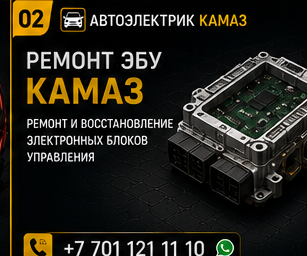 02
АВТОЭЛЕКТРИК КАМАЗ
РЕМОНТ ЭБУ
КАМАЗ
РЕМОНТ И ВОССТАНОВЛЕНИЕ
ЭЛЕКТРОННЫХ БЛОКОВ
УПРАВЛЕНИЯ
+7 701 121 11 10